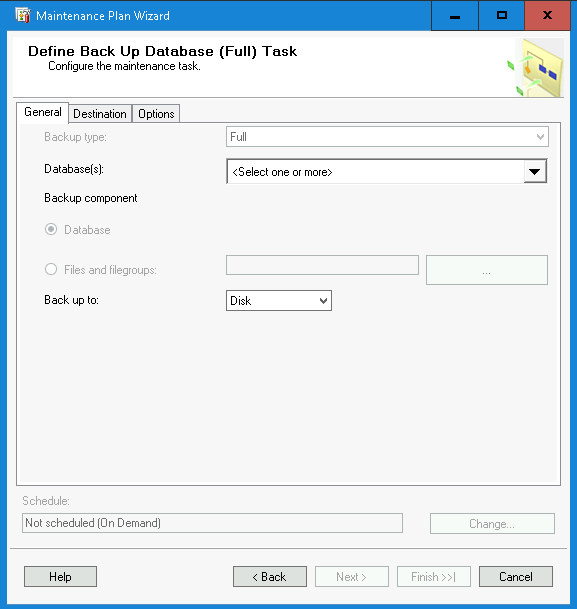 Maintenance Plan Wizard
Define Back Up Database (Full) Task
Configure the maintenance task.
General Destination Options
Backup type: Full
Database(s): <Select one or more>
Backup component
Database
Files and filegroups: ...
Back up to: Disk
Schedule:
Not scheduled (On Demand) Change...
Help < Back Next > Finish >>| Cancel